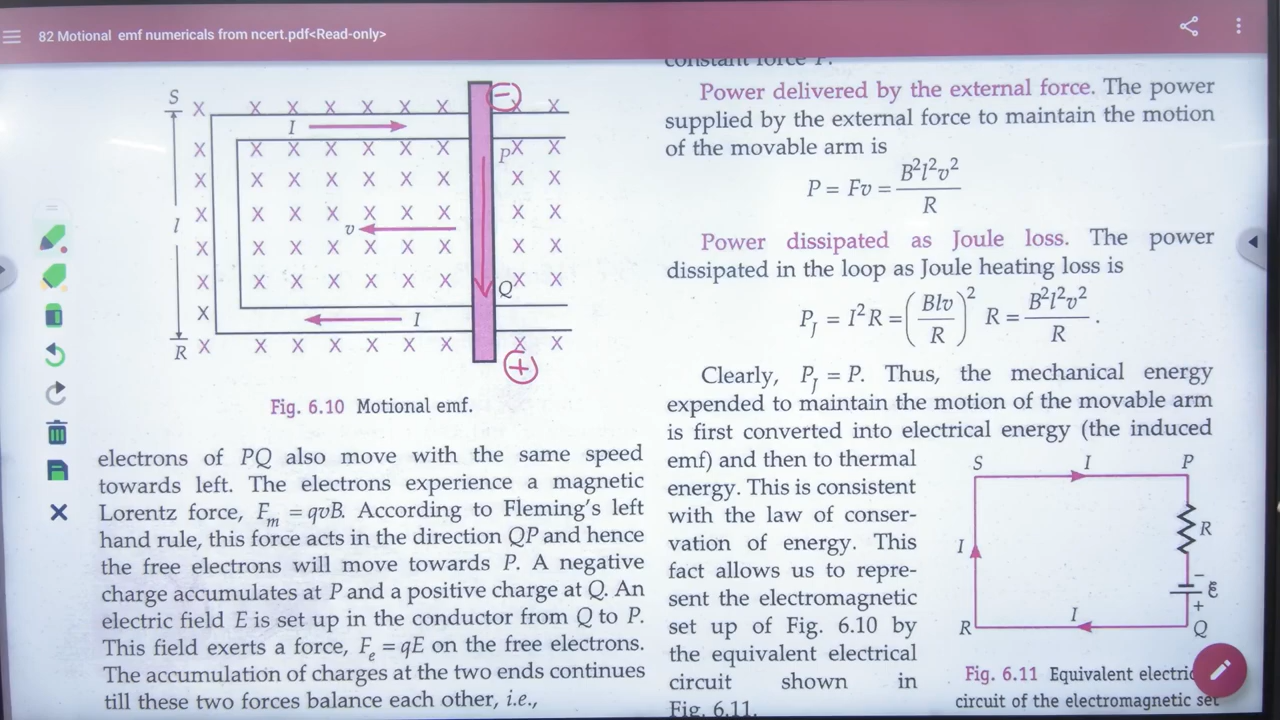 82 Motional emf numericals from ncert.pdf<Read-only>
S
I
P
v
l
Q
I
R
Fig. 6.10 Motional emf.
electrons of PQ also move with the same speed
towards left. The electrons experience a magnetic
Lorentz force, Fm = qvB. According to Fleming's left
hand rule, this force acts in the direction QP and hence
the free electrons will move towards P. A negative
charge accumulates at P and a positive charge at Q. An
electric field E is set up in the conductor from Q to P.
This field exerts a force, Fe = qE on the free electrons.
The accumulation of charges at the two ends continues
till these two forces balance each other, i.e.,
constant force F.
Power delivered by the external force. The power
supplied by the external force to maintain the motion
of the movable arm is
P = Fv = B²l²v² / R
Power dissipated as Joule loss. The power
dissipated in the loop as Joule heating loss is
PJ = I²R = (Blv / R)² R = B²l²v² / R .
Clearly, PJ = P. Thus, the mechanical energy
expended to maintain the motion of the movable arm
is first converted into electrical energy (the induced
emf) and then to thermal
energy. This is consistent
with the law of conser-
vation of energy. This
fact allows us to repre-
sent the electromagnetic
set up of Fig. 6.10 by
the equivalent electrical
circuit shown in
Fig. 6.11.
S I P
R
I
− ℰ
+
I
R Q
Fig. 6.11 Equivalent electric
circuit of the electromagnetic set